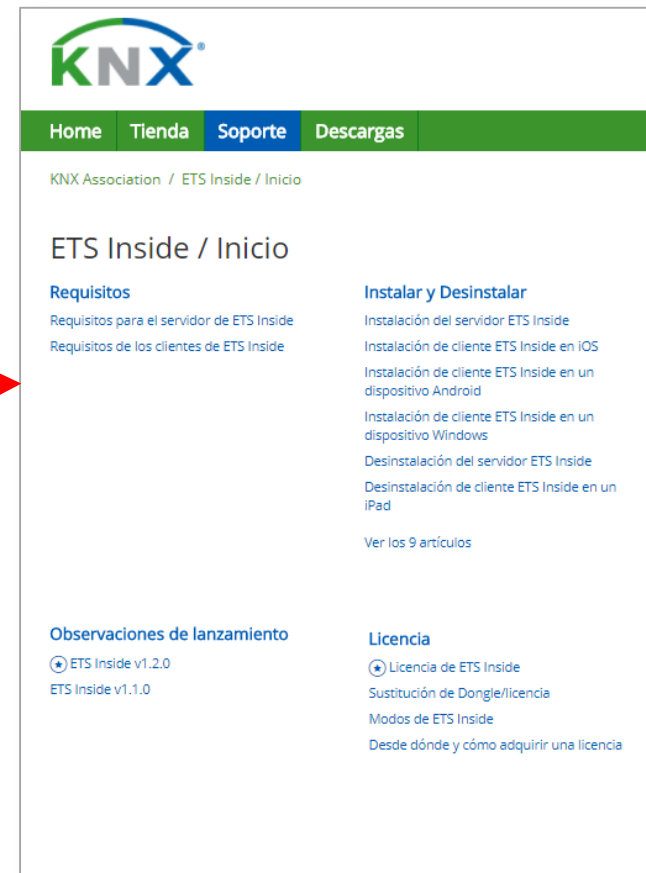 KNX®
Home Tienda Soporte Descargas
KNX Association / ETS Inside / Inicio
ETS Inside / Inicio
Requisitos
Requisitos para el servidor de ETS Inside
Requisitos de los clientes de ETS Inside
Instalar y Desinstalar
Instalación del servidor ETS Inside
Instalación de cliente ETS Inside en iOS
Instalación de cliente ETS Inside en un
dispositivo Android
Instalación de cliente ETS Inside en un
dispositivo Windows
Desinstalación del servidor ETS Inside
Desinstalación de cliente ETS Inside en un
iPad
Ver los 9 artículos
Observaciones de lanzamiento
ETS Inside v1.2.0
ETS Inside v1.1.0
Licencia
Licencia de ETS Inside
Sustitución de Dongle/licencia
Modos de ETS Inside
Desde dónde y cómo adquirir una licencia